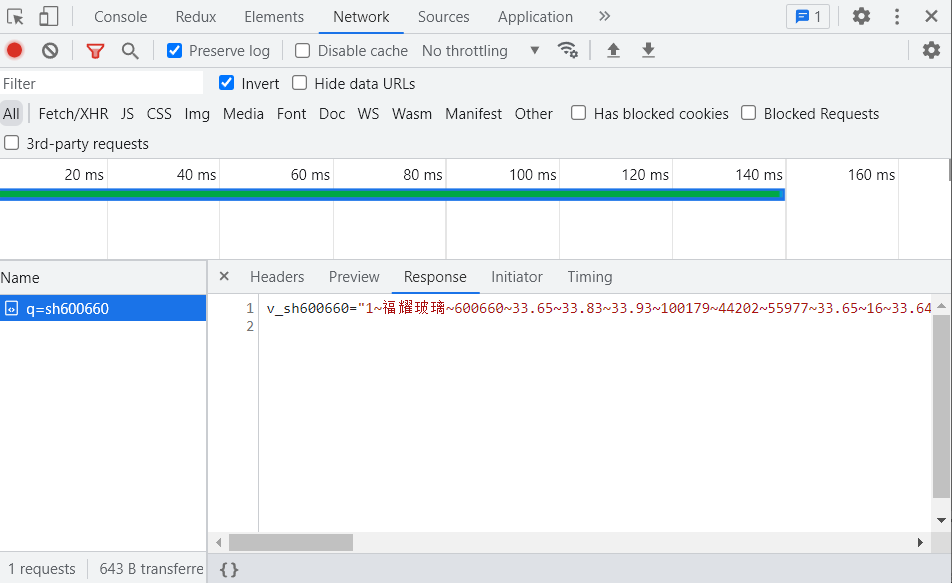 Console Redux Elements Network Sources Application » 1
Preserve log Disable cache No throttling
Filter Invert Hide data URLs
All Fetch/XHR JS CSS Img Media Font Doc WS Wasm Manifest Other Has blocked cookies Blocked Requests
3rd-party requests
20 ms 40 ms 60 ms 80 ms 100 ms 120 ms 140 ms 160 ms
Name × Headers Preview Response Initiator Timing
q=sh600660
1 v_sh600660="1~福耀玻璃~600660~33.65~33.83~33.93~100179~44202~55977~33.65~16~33.64
2
1 requests 643 B transferre { }